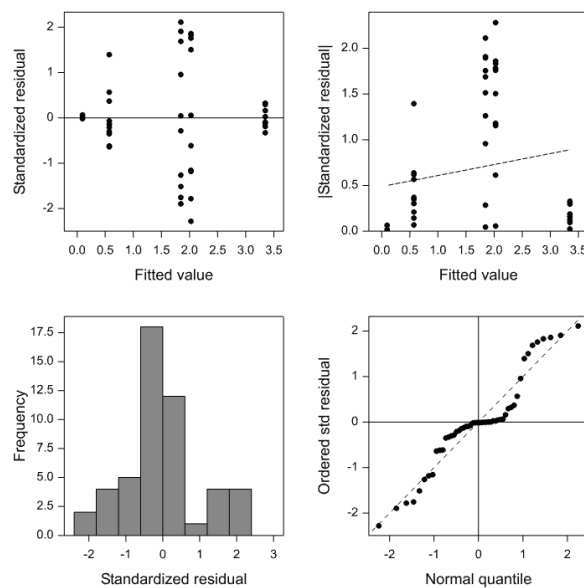 Standardized residual
2
1
0
-1
-2
0.0 0.5 1.0 1.5 2.0 2.5 3.0 3.5
Fitted value
|Standardized residual|
2.0
1.5
1.0
0.5
0.0
0.0 0.5 1.0 1.5 2.0 2.5 3.0 3.5
Fitted value
Frequency
17.5
15.0
12.5
10.0
7.5
5.0
2.5
0.0
-2 -1 0 1 2 3
Standardized residual
Ordered std residual
2
1
0
-1
-2
-2 -1 0 1 2
Normal quantile